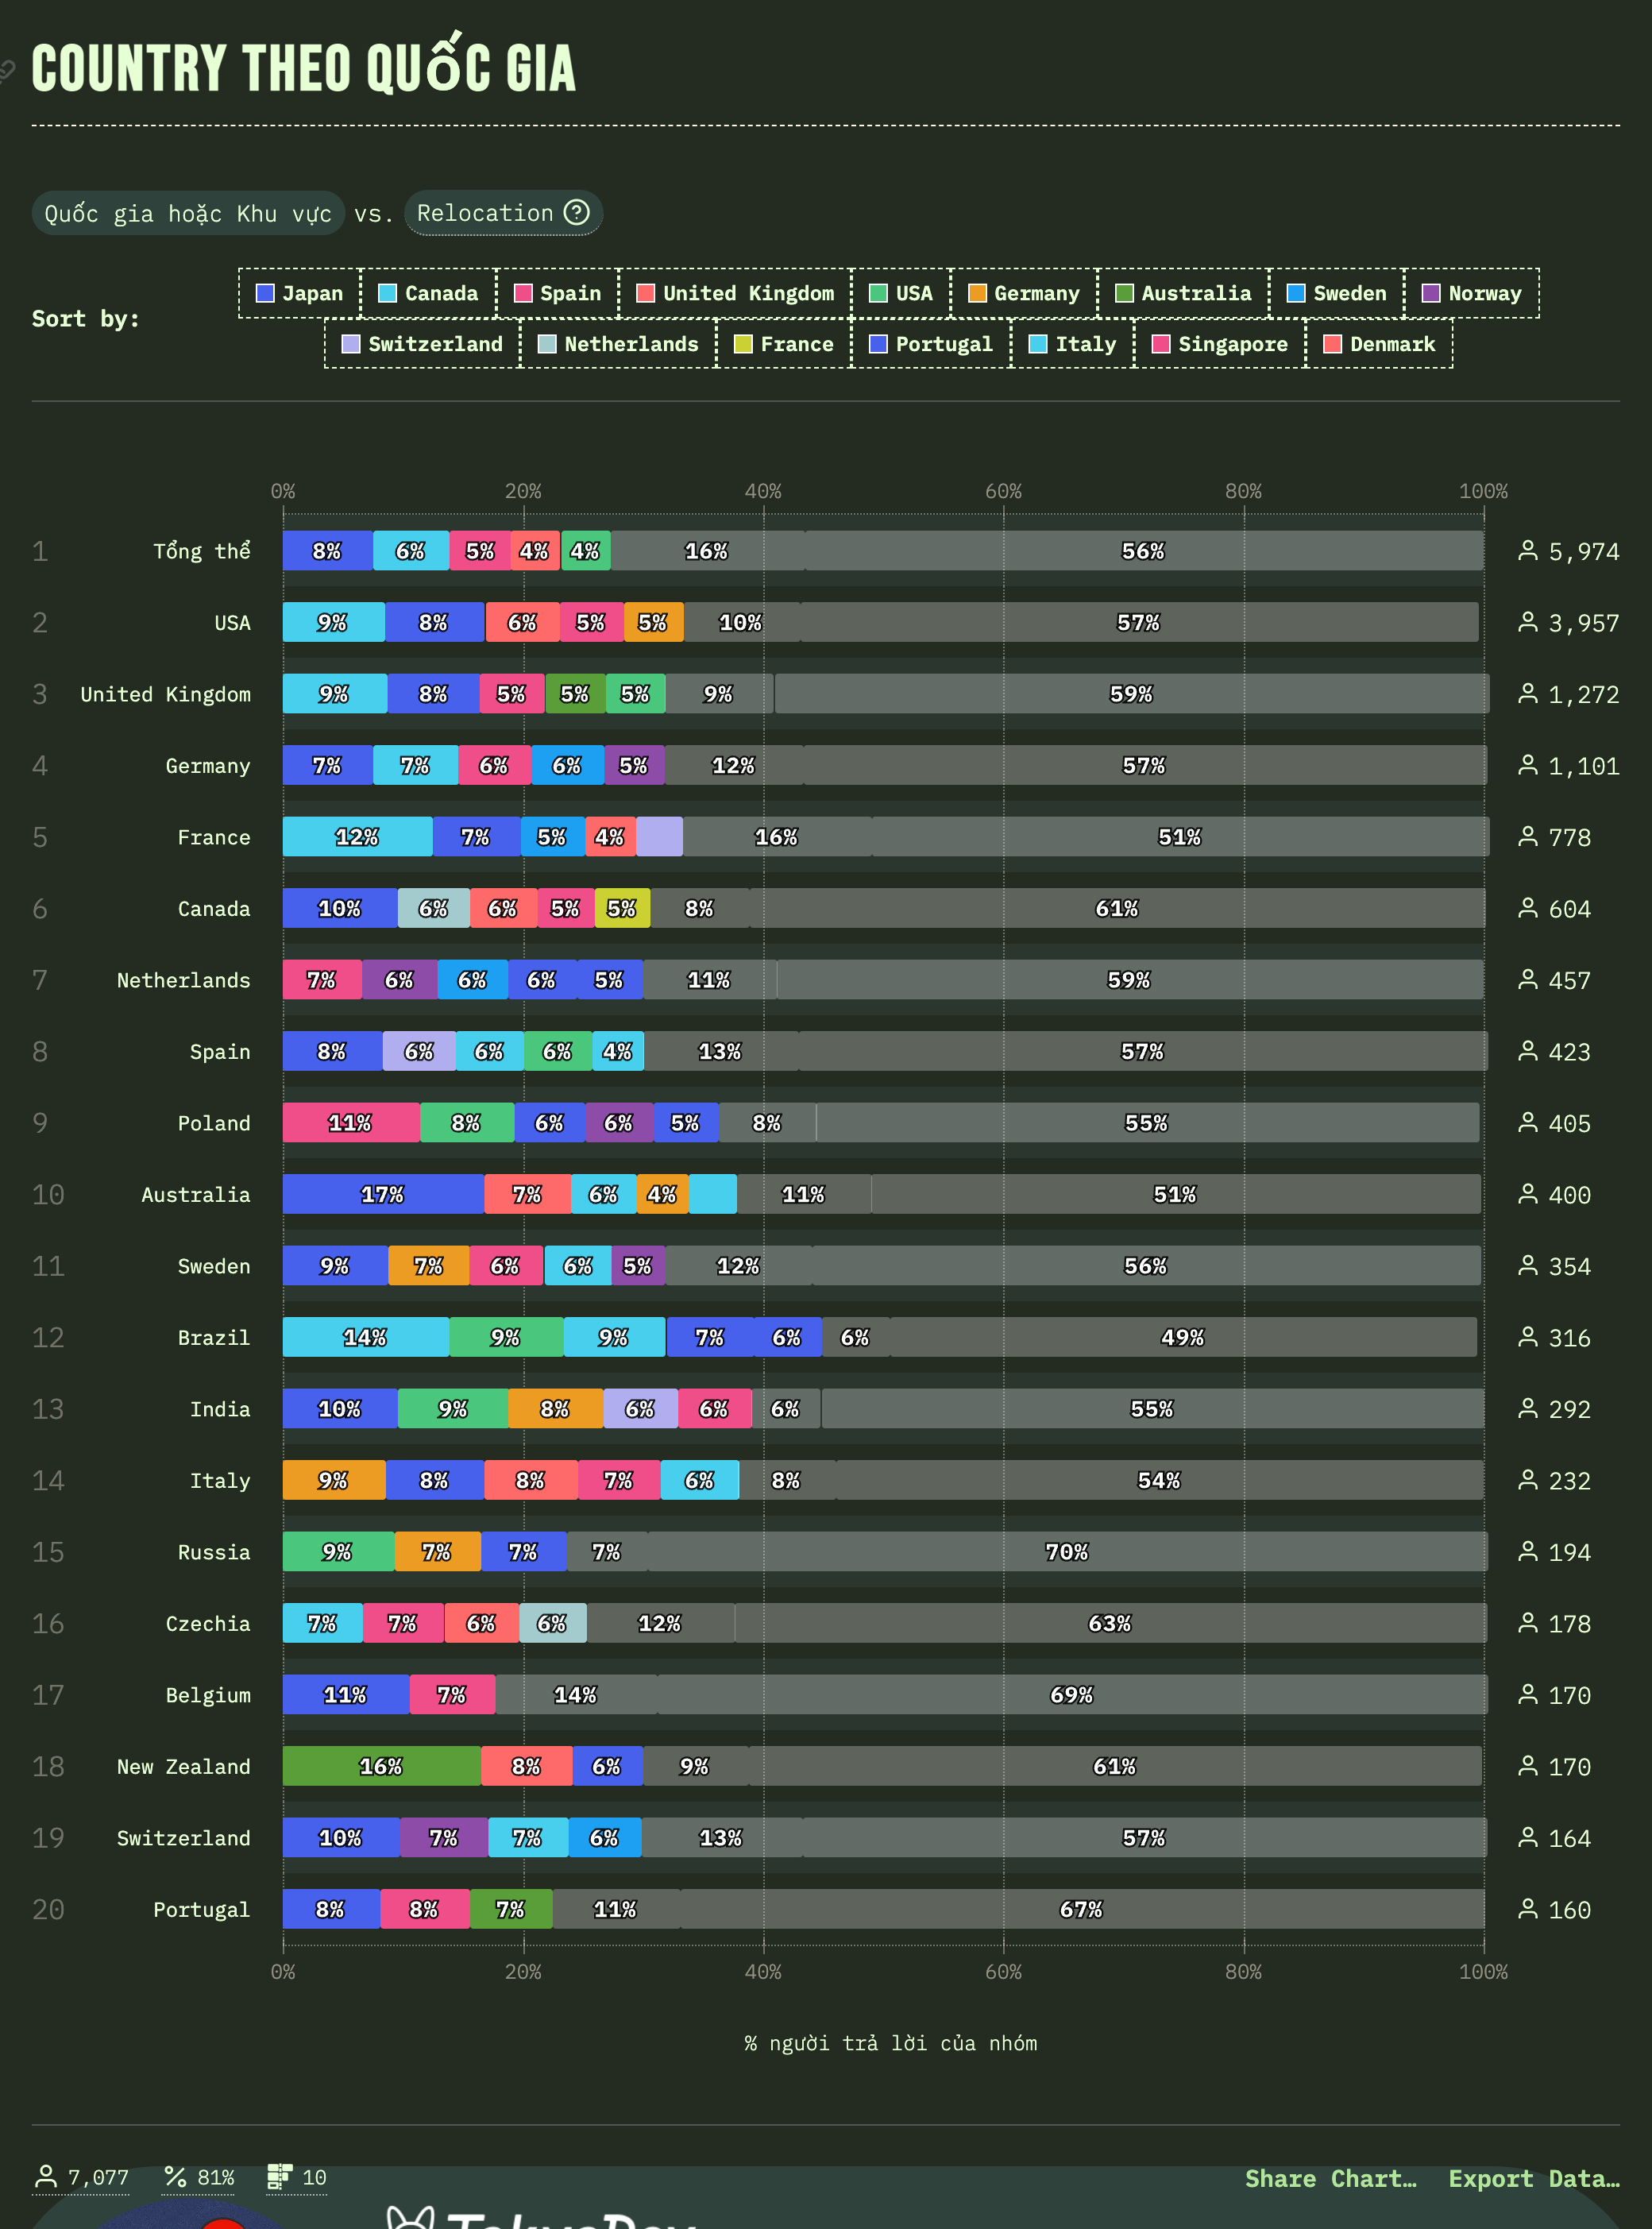 COUNTRY THEO QUỐC GIA
Quốc gia hoặc Khu vực vs. Relocation ?
Sort by:
Japan Canada Spain United Kingdom USA Germany Australia Sweden Norway
Switzerland Netherlands France Portugal Italy Singapore Denmark
0% 20% 40% 60% 80% 100%
1 Tổng thể 8% 6% 5% 4% 4% 16% 56% 5,974
2 USA 9% 8% 6% 5% 5% 10% 57% 3,957
3 United Kingdom 9% 8% 5% 5% 5% 9% 59% 1,272
4 Germany 7% 7% 6% 6% 5% 12% 57% 1,101
5 France 12% 7% 5% 4% 16% 51% 778
6 Canada 10% 6% 6% 5% 5% 8% 61% 604
7 Netherlands 7% 6% 6% 6% 5% 11% 59% 457
8 Spain 8% 6% 6% 6% 4% 13% 57% 423
9 Poland 11% 8% 6% 6% 5% 8% 55% 405
10 Australia 17% 7% 6% 4% 11% 51% 400
11 Sweden 9% 7% 6% 6% 5% 12% 56% 354
12 Brazil 14% 9% 9% 7% 6% 6% 49% 316
13 India 10% 9% 8% 6% 6% 6% 55% 292
14 Italy 9% 8% 8% 7% 6% 8% 54% 232
15 Russia 9% 7% 7% 7% 70% 194
16 Czechia 7% 7% 6% 6% 12% 63% 178
17 Belgium 11% 7% 14% 69% 170
18 New Zealand 16% 8% 6% 9% 61% 170
19 Switzerland 10% 7% 7% 6% 13% 57% 164
20 Portugal 8% 8% 7% 11% 67% 160
0% 20% 40% 60% 80% 100%
% người trả lời của nhóm
7,077 % 81% 10 Share Chart… Export Data…
TokyoDev